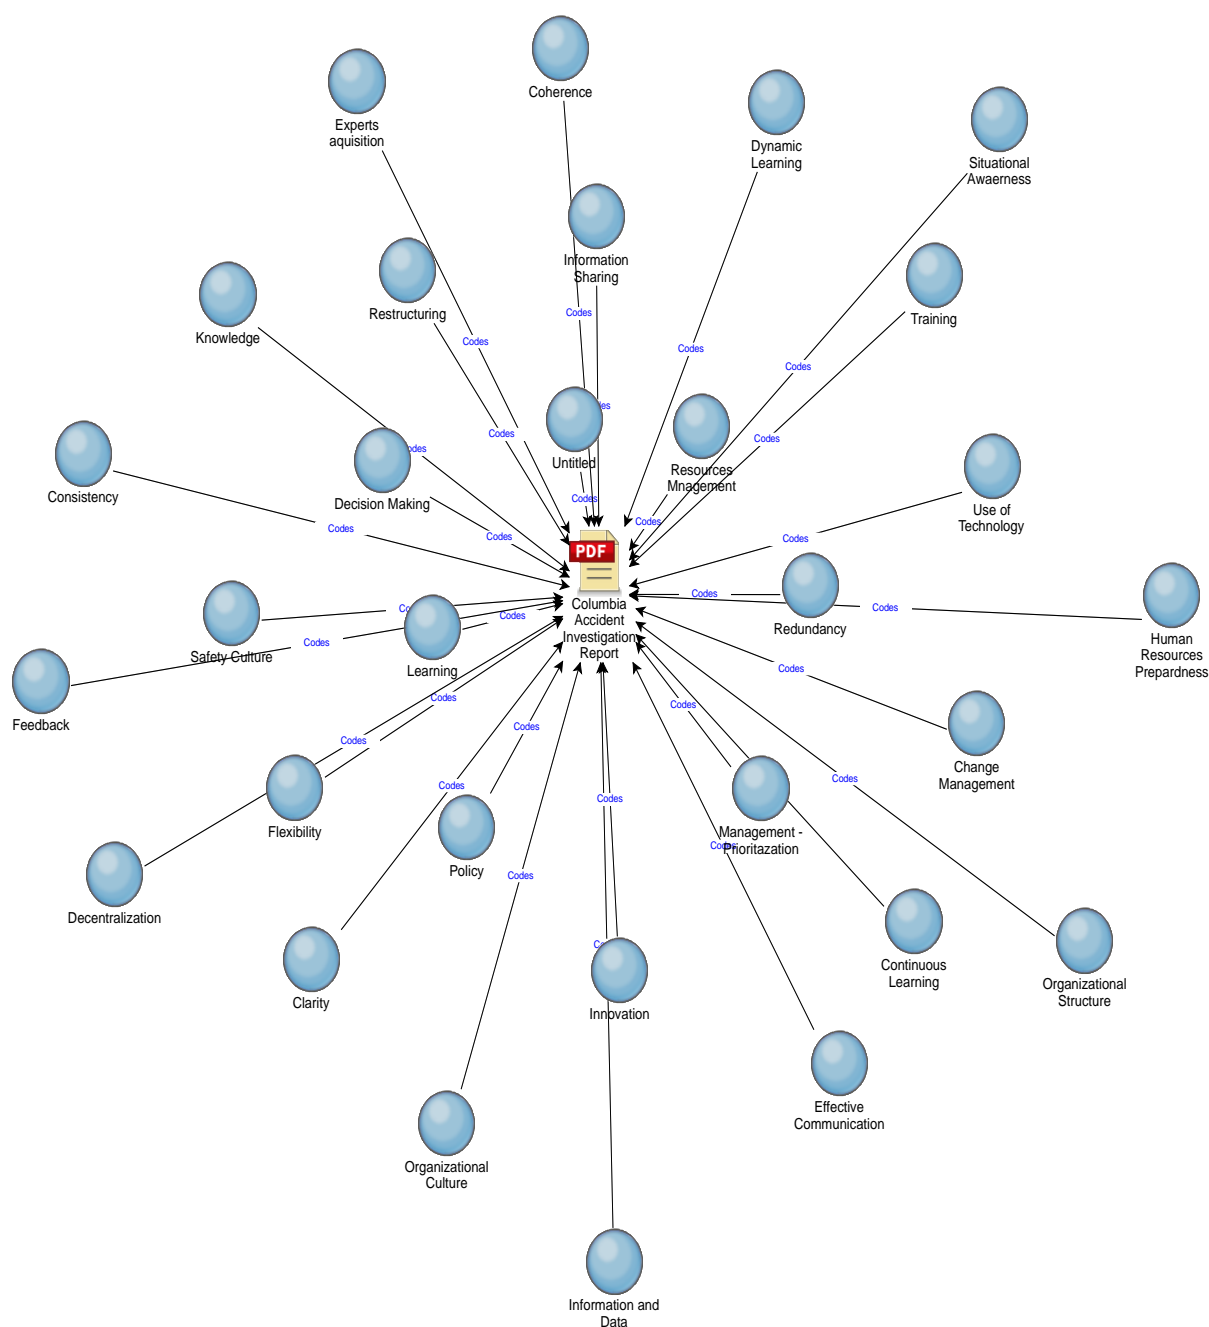 Coherence
Experts
aquisition
Dynamic
Learning
Situational
Awaerness
Information
Sharing
Restructuring
Knowledge
Training
Codes
Codes
Codes
Codes
Codes
Codes
Codes
Untitled
Resources
Mnagement
Consistency
Decision Making
Use of
Technology
Codes
Codes
Codes
Codes
Codes
PDF
Columbia
Accident
Investigation
Report
Codes
Codes
Codes
Redundancy
Human
Resources
Prepardness
Safety Culture
Codes
Learning
Feedback
Codes
Codes
Codes
Codes
Codes
Change
Management
Codes
Codes
Codes
Flexibility
Management -
Prioritazation
Codes
Policy
Codes
Decentralization
Clarity
Continuous
Learning
Organizational
Structure
Innovation
Effective
Communication
Organizational
Culture
Information and
Data